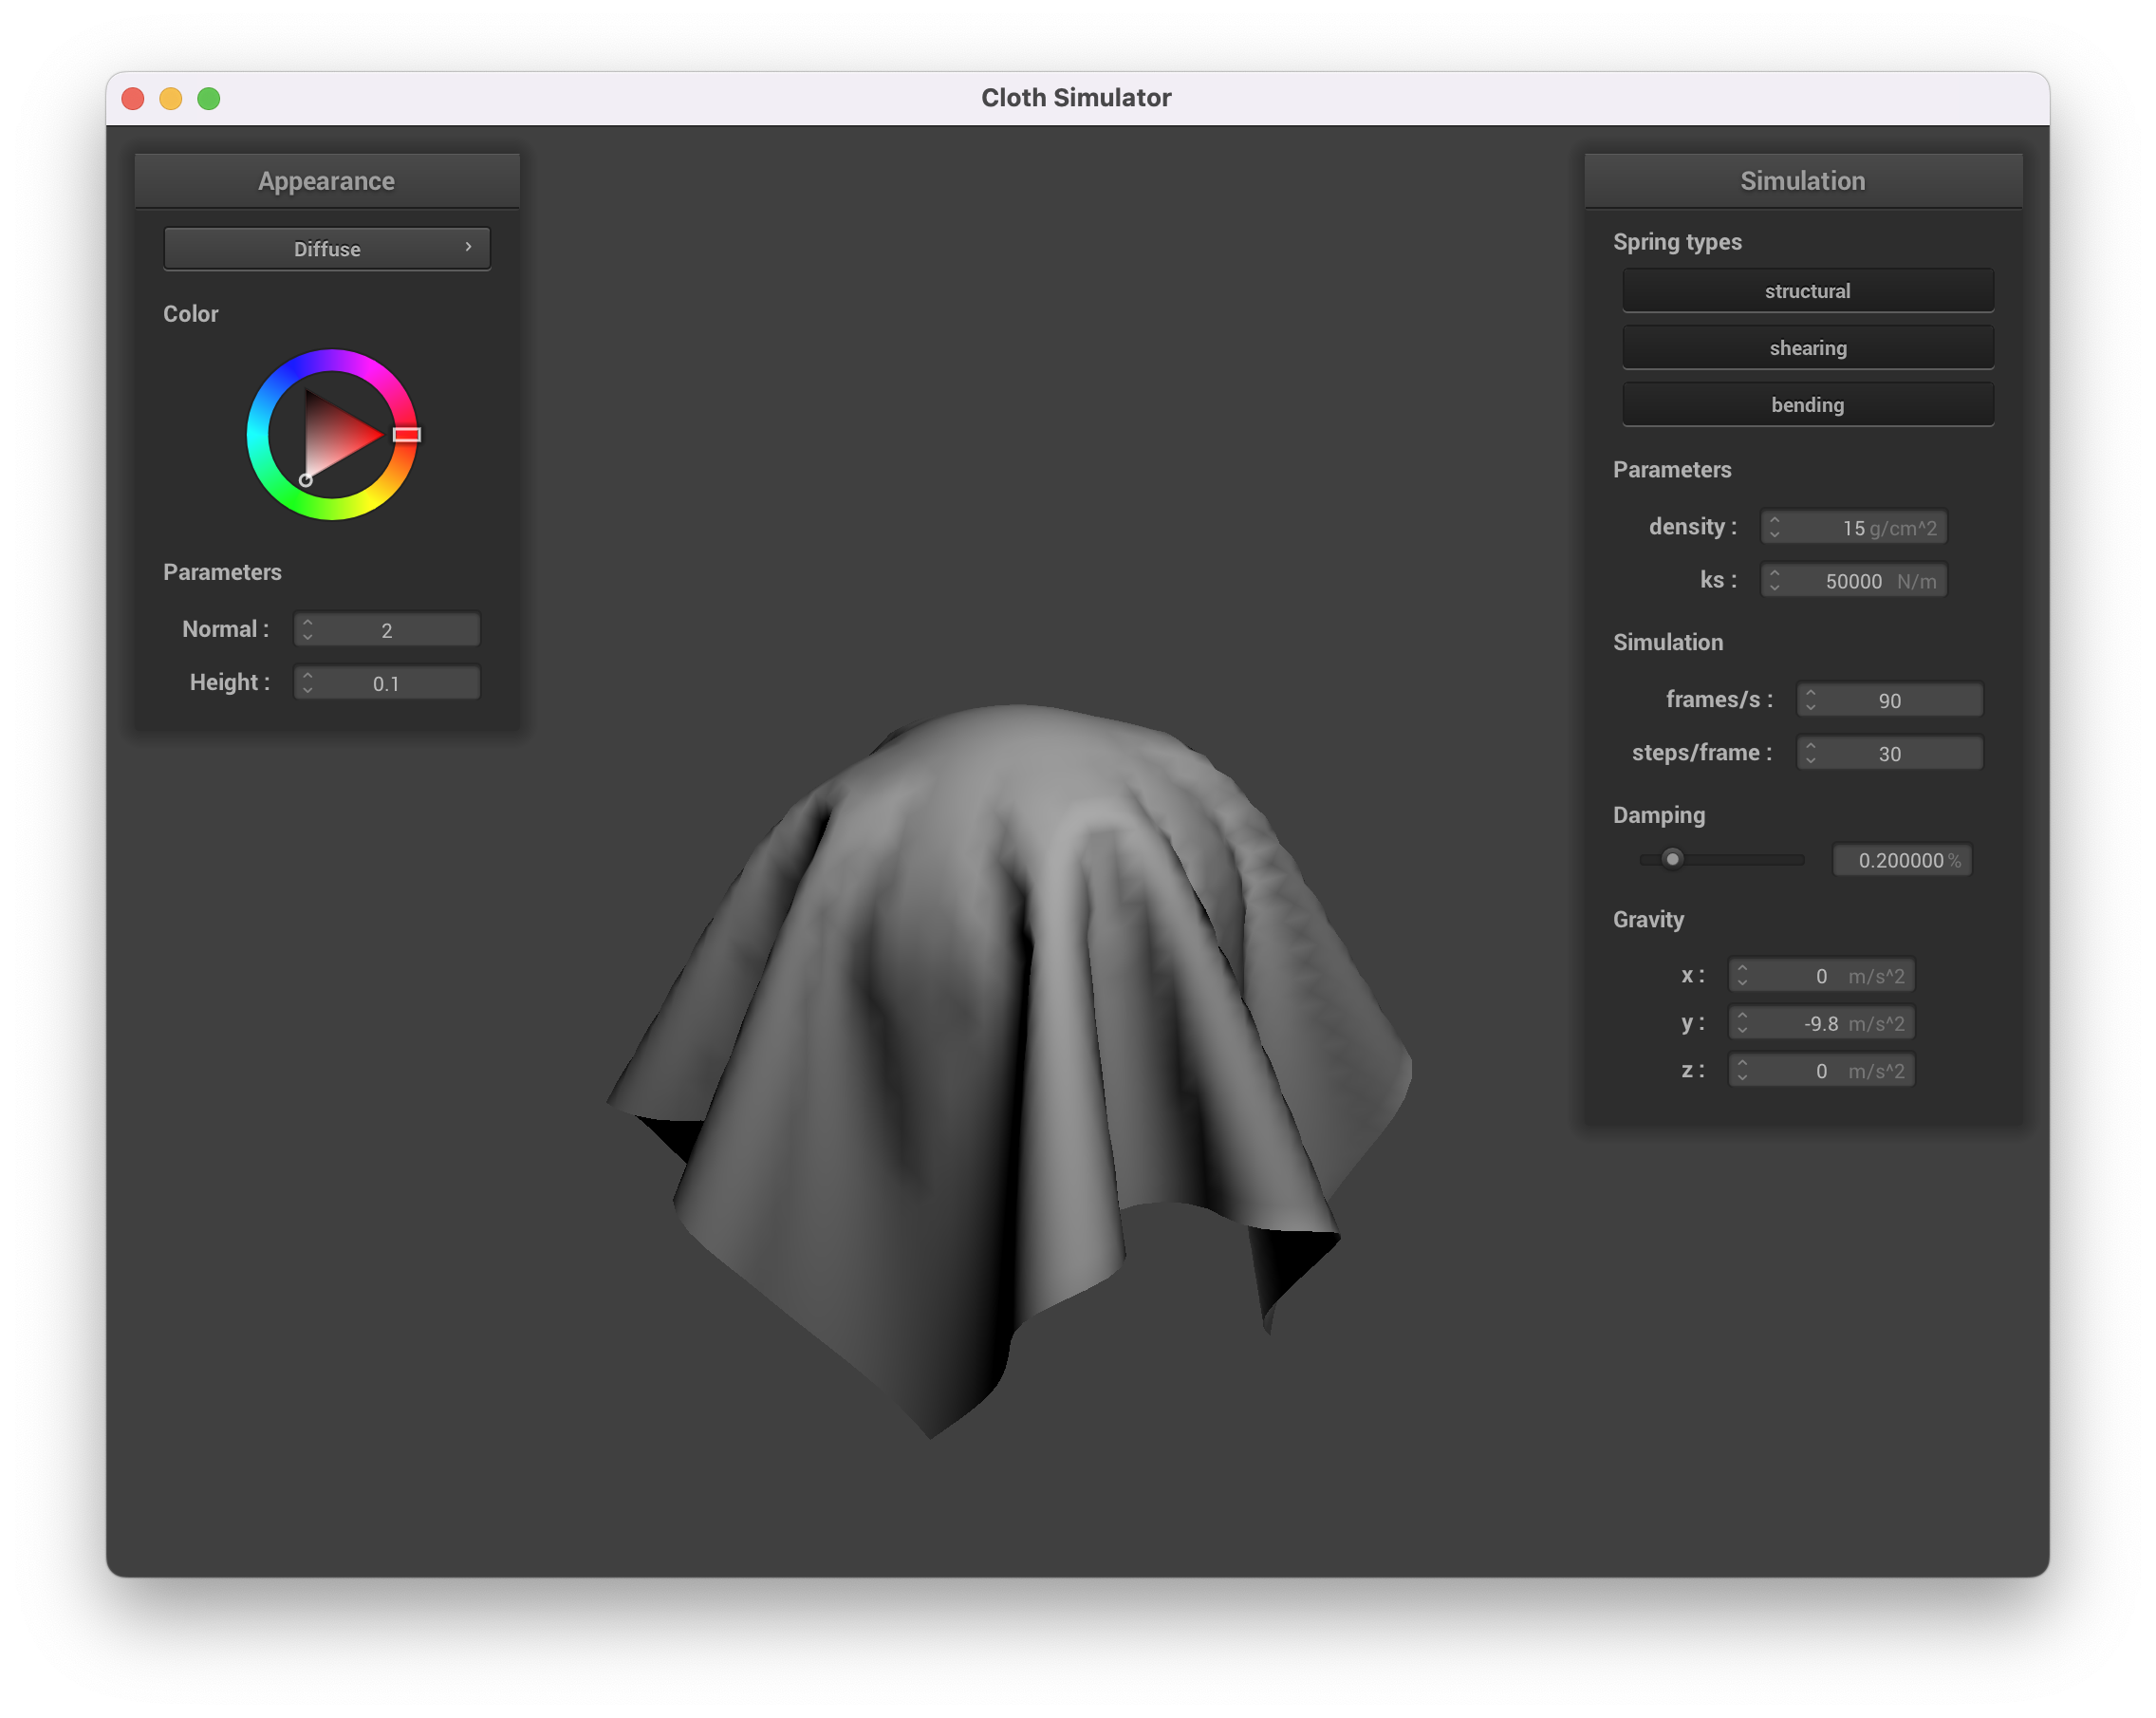 Cloth Simulator
Appearance
Diffuse
Color
Parameters
Normal : 2
Height : 0.1
Simulation
Spring types
structural
shearing
bending
Parameters
density : 15 g/cm^2
ks : 50000 N/m
Simulation
frames/s : 90
steps/frame : 30
Damping
0.200000 %
Gravity
x : 0 m/s^2
y : -9.8 m/s^2
z : 0 m/s^2